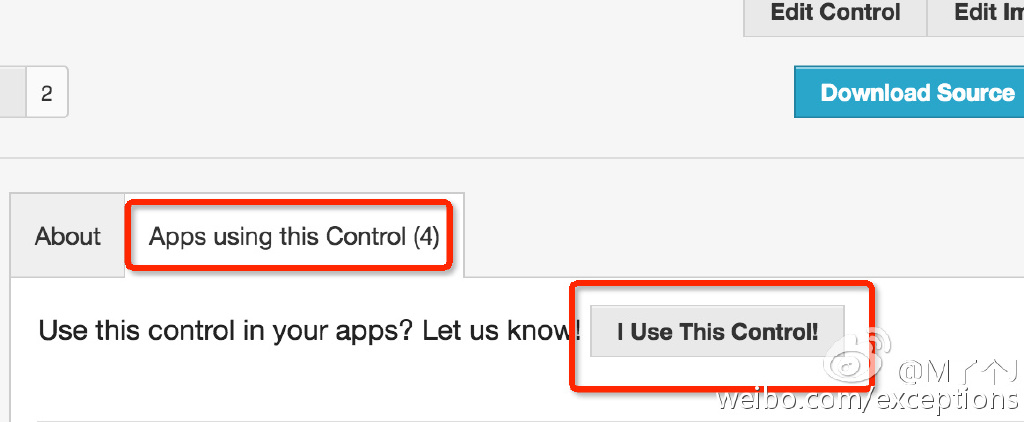 Edit Control
Edit Im
2
Download Source
About
Apps using this Control (4)
Use this control in your apps? Let us know!
I Use This Control!
@M了个J
weibo.com/exceptions